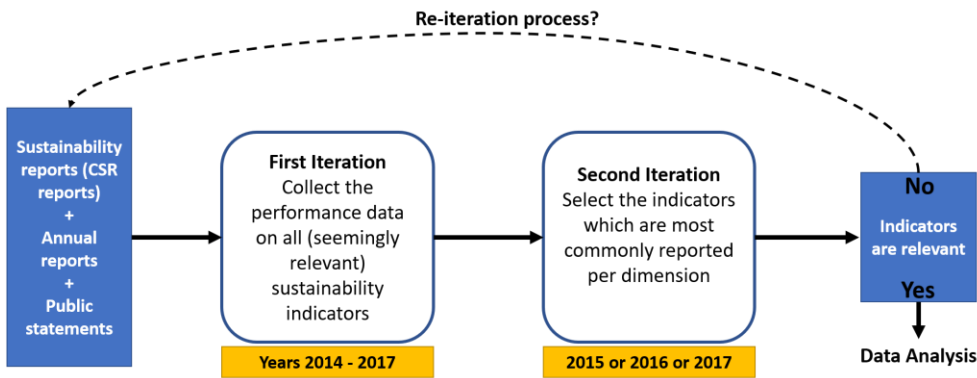 Re-iteration process?
Sustainability
reports (CSR
reports)
+
Annual
reports
+
Public
statements
First Iteration
Collect the
performance data
on all (seemingly
relevant)
sustainability
indicators
Years 2014 - 2017
Second Iteration
Select the indicators
which are most
commonly reported
per dimension
2015 or 2016 or 2017
No
Indicators
are relevant
Yes
Data Analysis